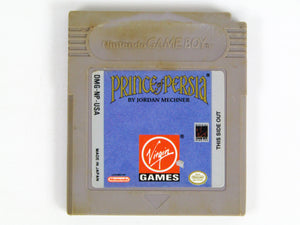 Nintendo GAME BOY
PRINCE of PERSIA
BY JORDAN MECHNER
DMG-NP-USA
MADE IN JAPAN
THIS SIDE OUT
Virgin
GAMES
Nintendo